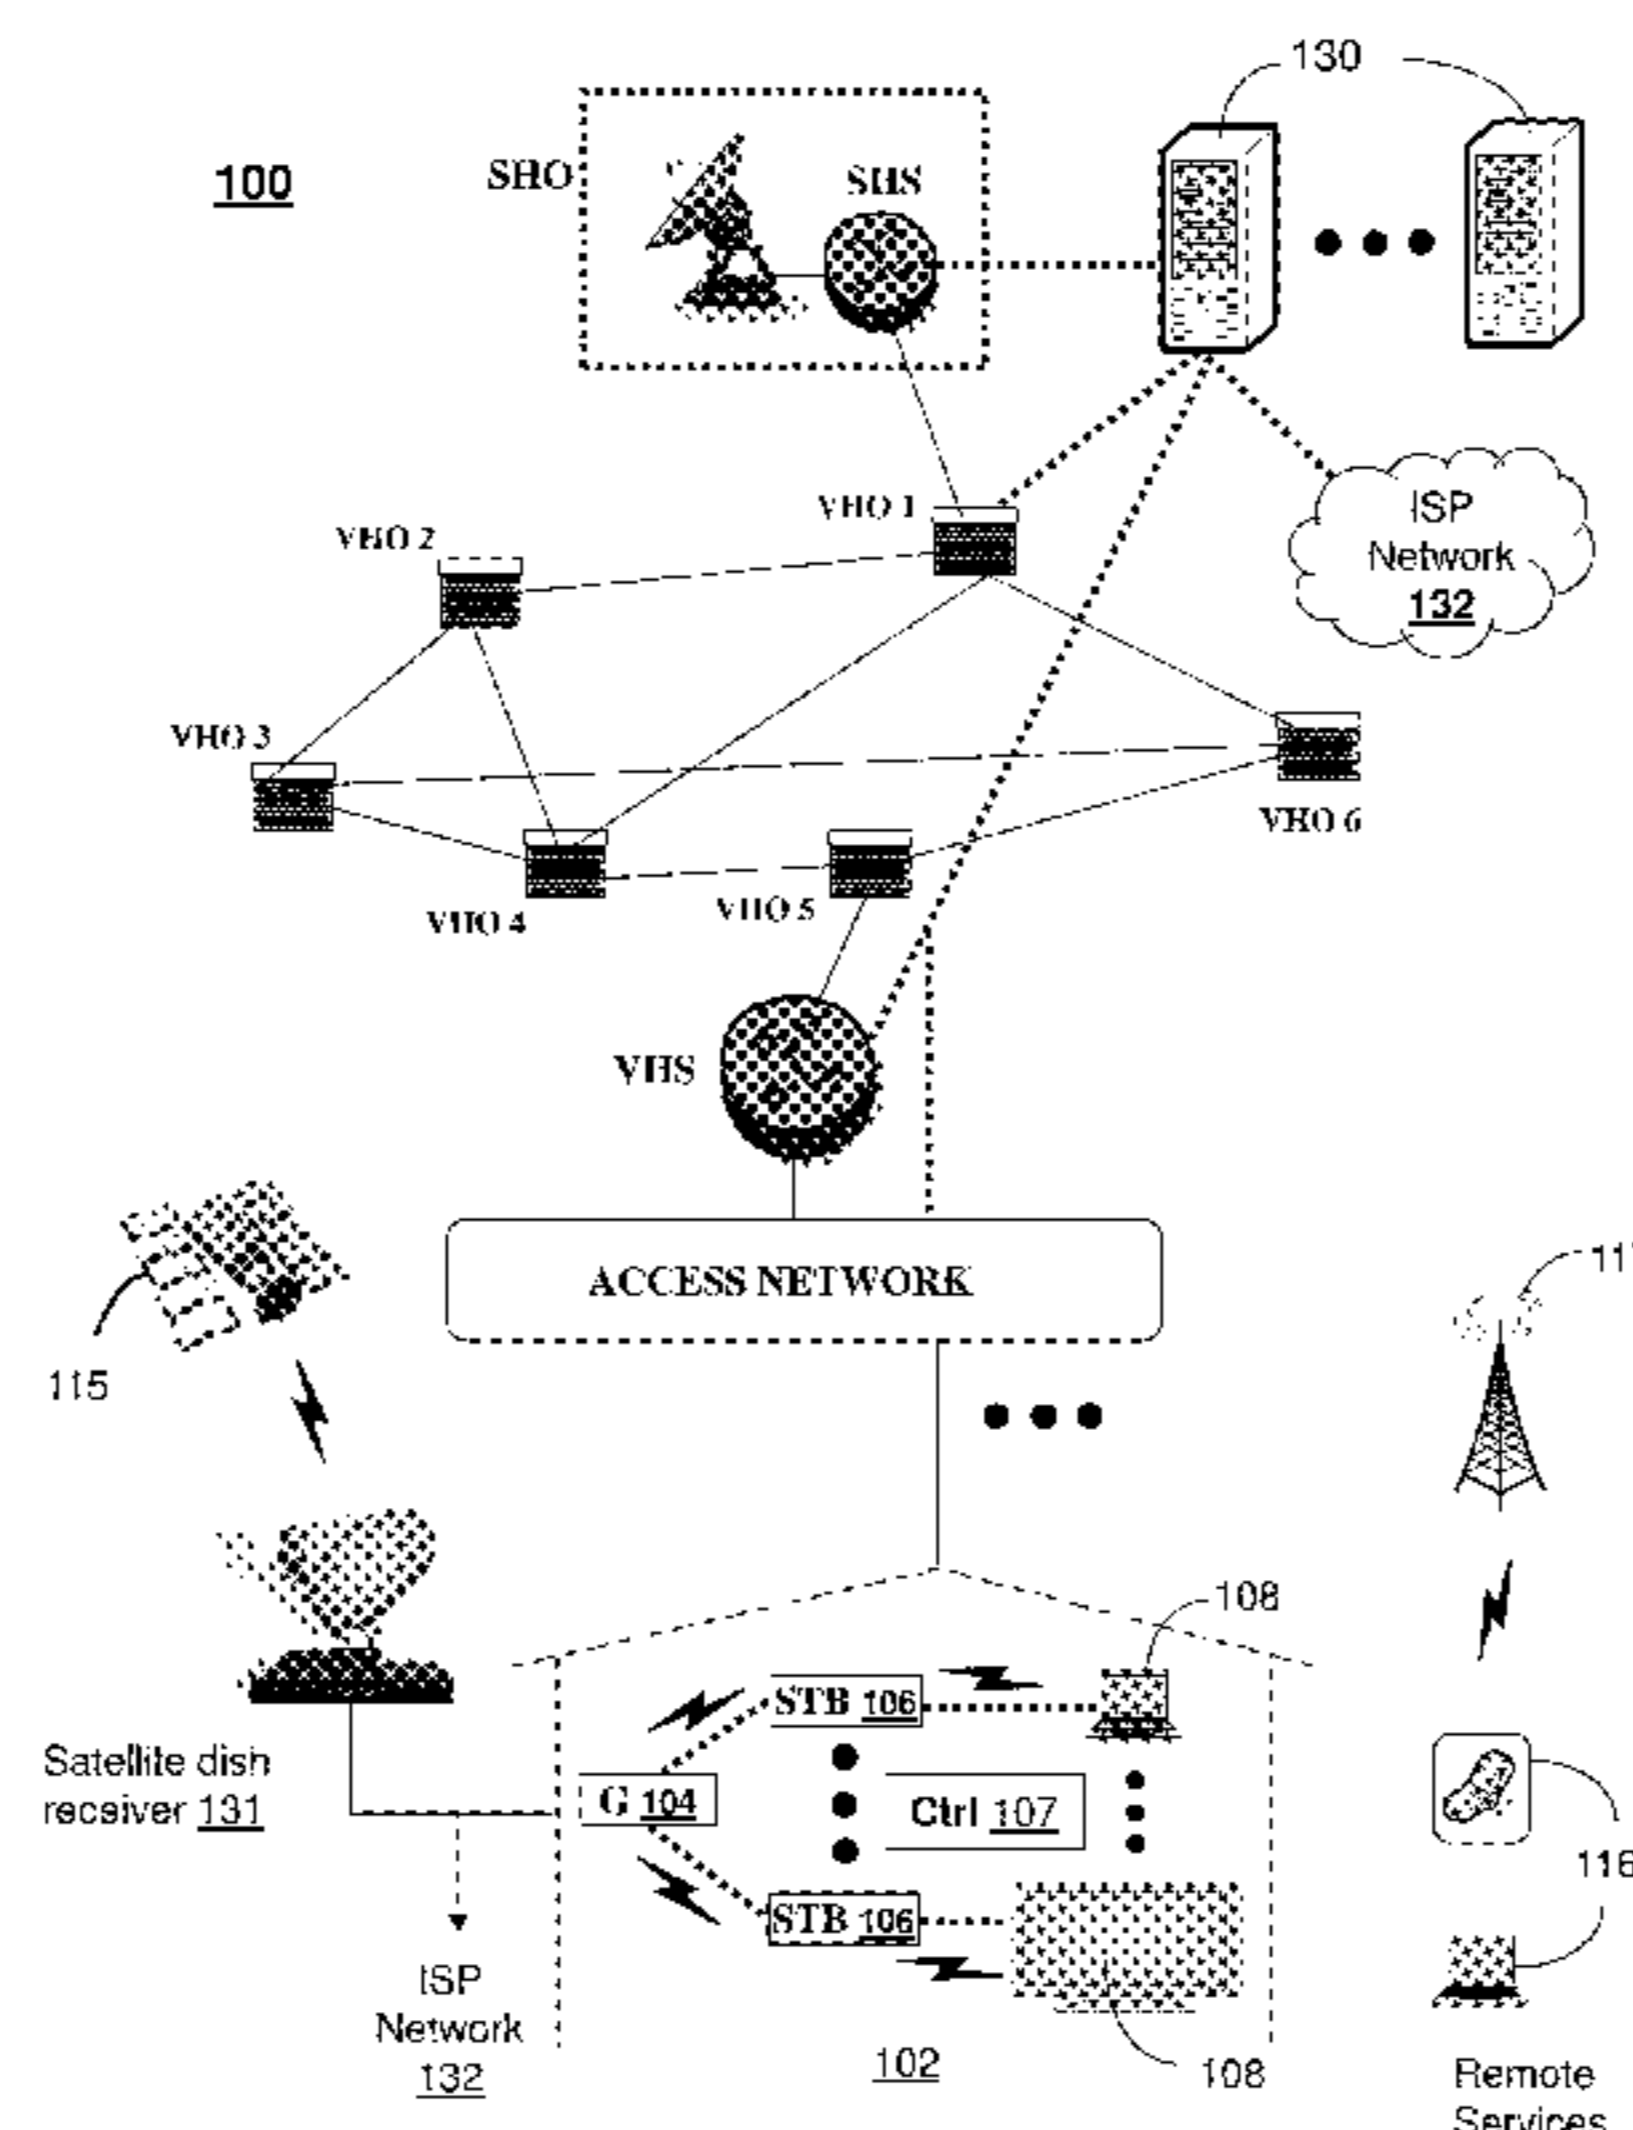 130
100
SHO
SHS
VHO 1
ISP
Network
132
VHO 2
VHO 3
VHO 6
VHO 4
VHO 5
VHS
ACCESS NETWORK
115
108
STB 106
Satellite dish
receiver 131
G 104
Ctrl 107
116
STB 106
ISP
Network
132
102
108
Remote
Services